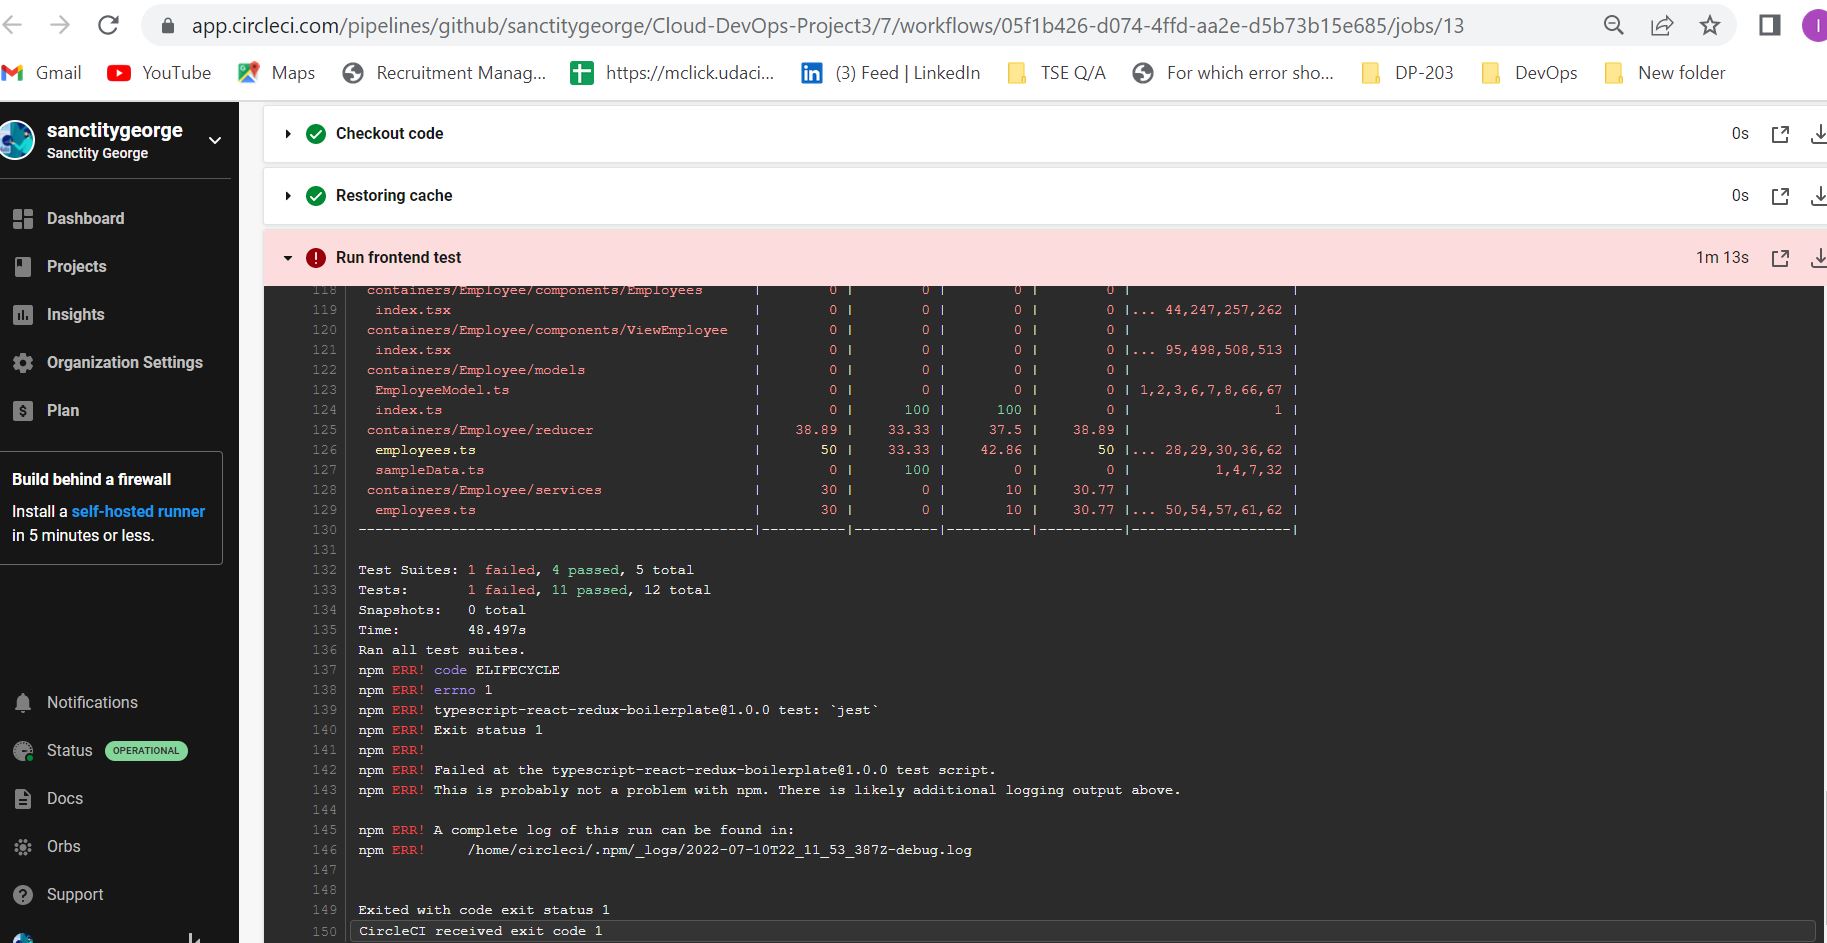 app.circleci.com/pipelines/github/sanctitygeorge/Cloud-DevOps-Project3/7/workflows/05f1b426-d074-4ffd-aa2e-d5b73b15e685/jobs/13
I
Gmail YouTube Maps Recruitment Manag... https://mclick.udaci... (3) Feed | LinkedIn TSE Q/A For which error sho... DP-203 DevOps New folder
sanctitygeorge
Sanctity George
Dashboard
Projects
Insights
Organization Settings
Plan
Build behind a firewall
Install a self-hosted runner
in 5 minutes or less.
Notifications
Status OPERATIONAL
Docs
Orbs
Support
Checkout code 0s
Restoring cache 0s
Run frontend test 1m 13s
118 containers/Employee/components/Employees | 0 | 0 | 0 | 0 | |
119 index.tsx | 0 | 0 | 0 | 0 |... 44,247,257,262 |
120 containers/Employee/components/ViewEmployee | 0 | 0 | 0 | 0 | |
121 index.tsx | 0 | 0 | 0 | 0 |... 95,498,508,513 |
122 containers/Employee/models | 0 | 0 | 0 | 0 | |
123 EmployeeModel.ts | 0 | 0 | 0 | 0 | 1,2,3,6,7,8,66,67 |
124 index.ts | 0 | 100 | 100 | 0 | 1 |
125 containers/Employee/reducer | 38.89 | 33.33 | 37.5 | 38.89 | |
126 employees.ts | 50 | 33.33 | 42.86 | 50 |... 28,29,30,36,62 |
127 sampleData.ts | 0 | 100 | 0 | 0 | 1,4,7,32 |
128 containers/Employee/services | 30 | 0 | 10 | 30.77 | |
129 employees.ts | 30 | 0 | 10 | 30.77 |... 50,54,57,61,62 |
130 -----------------------------------------------|----------|----------|----------|----------|-------------------|
131
132 Test Suites: 1 failed, 4 passed, 5 total
133 Tests: 1 failed, 11 passed, 12 total
134 Snapshots: 0 total
135 Time: 48.497s
136 Ran all test suites.
137 npm ERR! code ELIFECYCLE
138 npm ERR! errno 1
139 npm ERR! typescript-react-redux-boilerplate@1.0.0 test: `jest`
140 npm ERR! Exit status 1
141 npm ERR!
142 npm ERR! Failed at the typescript-react-redux-boilerplate@1.0.0 test script.
143 npm ERR! This is probably not a problem with npm. There is likely additional logging output above.
144
145 npm ERR! A complete log of this run can be found in:
146 npm ERR! /home/circleci/.npm/_logs/2022-07-10T22_11_53_387Z-debug.log
147
148
149 Exited with code exit status 1
150 CircleCI received exit code 1